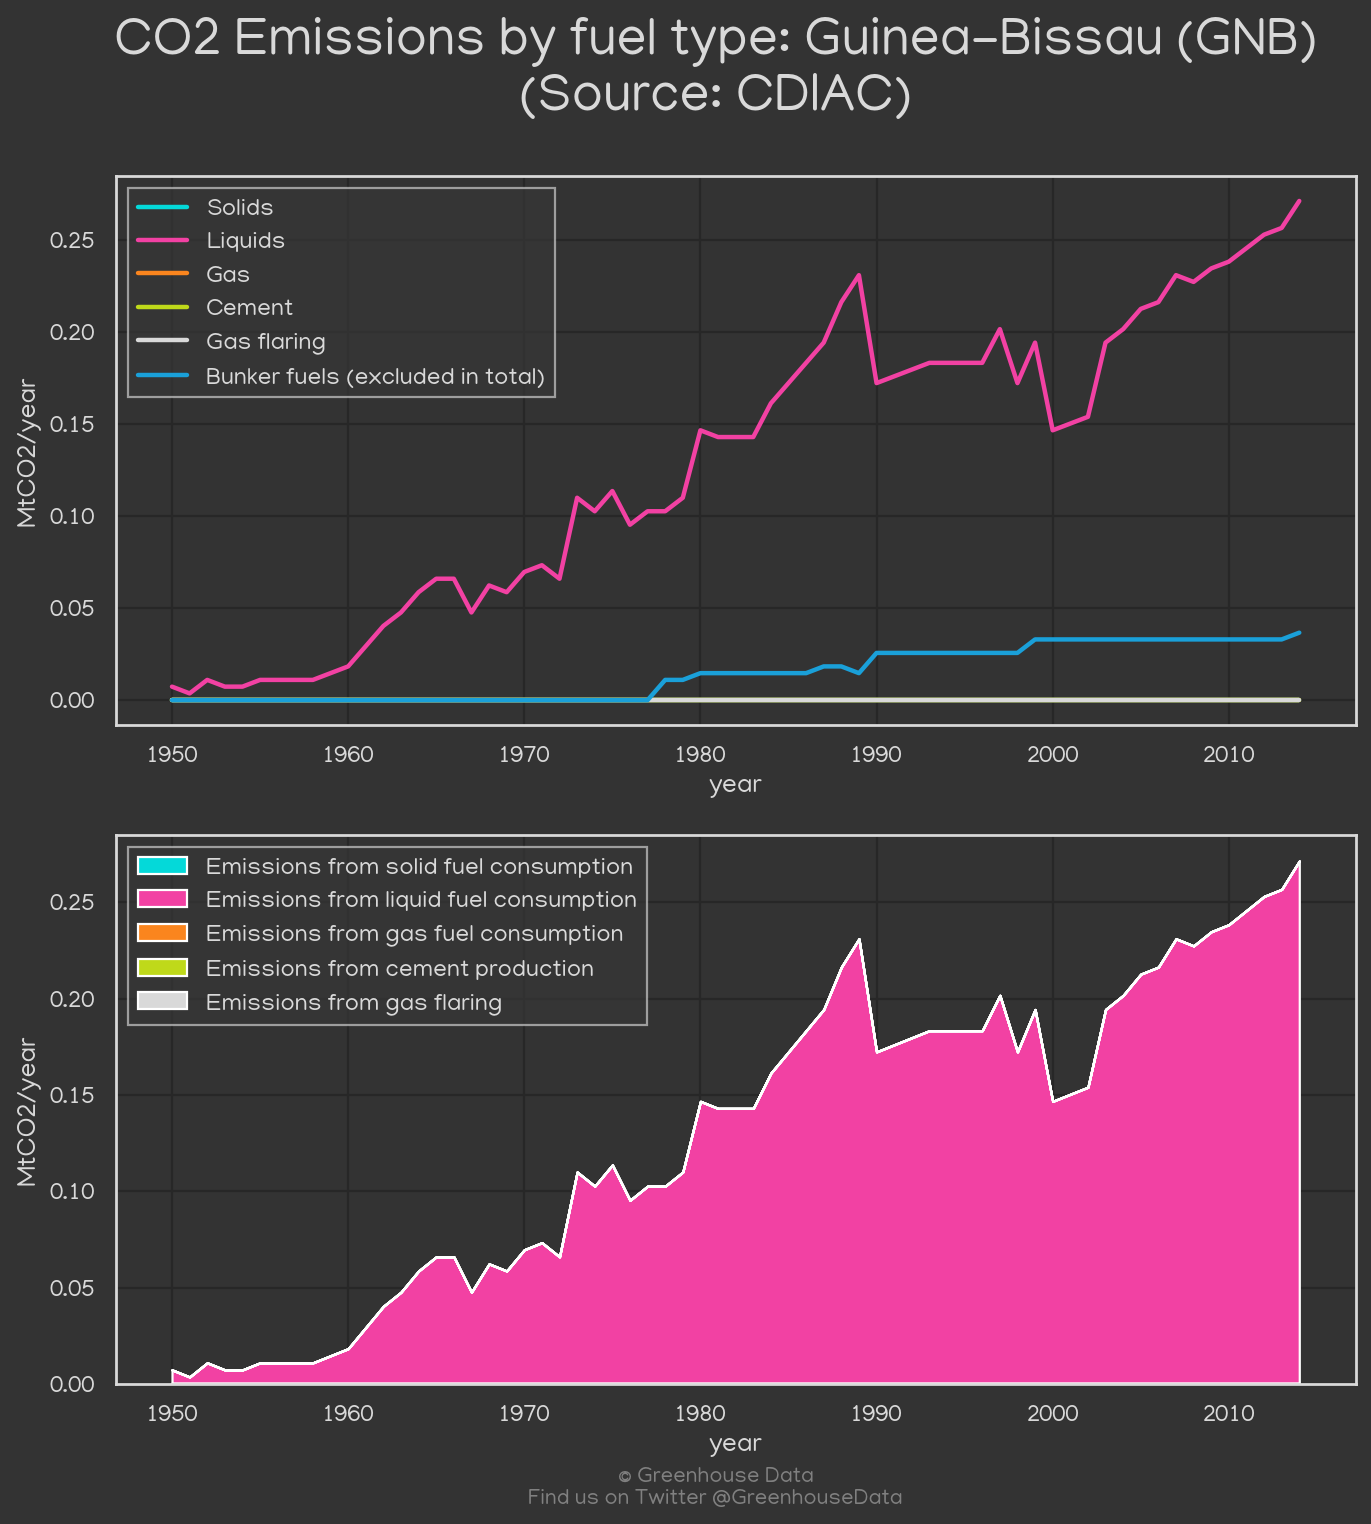 CO2 Emissions by fuel type: Guinea-Bissau (GNB)
(Source: CDIAC)
Solids
Liquids
Gas
Cement
Gas flaring
Bunker fuels (excluded in total)
MtCO2/year
0.25
0.20
0.15
0.10
0.05
0.00
1950 1960 1970 1980 1990 2000 2010
year
Emissions from solid fuel consumption
Emissions from liquid fuel consumption
Emissions from gas fuel consumption
Emissions from cement production
Emissions from gas flaring
MtCO2/year
0.25
0.20
0.15
0.10
0.05
0.00
1950 1960 1970 1980 1990 2000 2010
year
© Greenhouse Data
Find us on Twitter @GreenhouseData